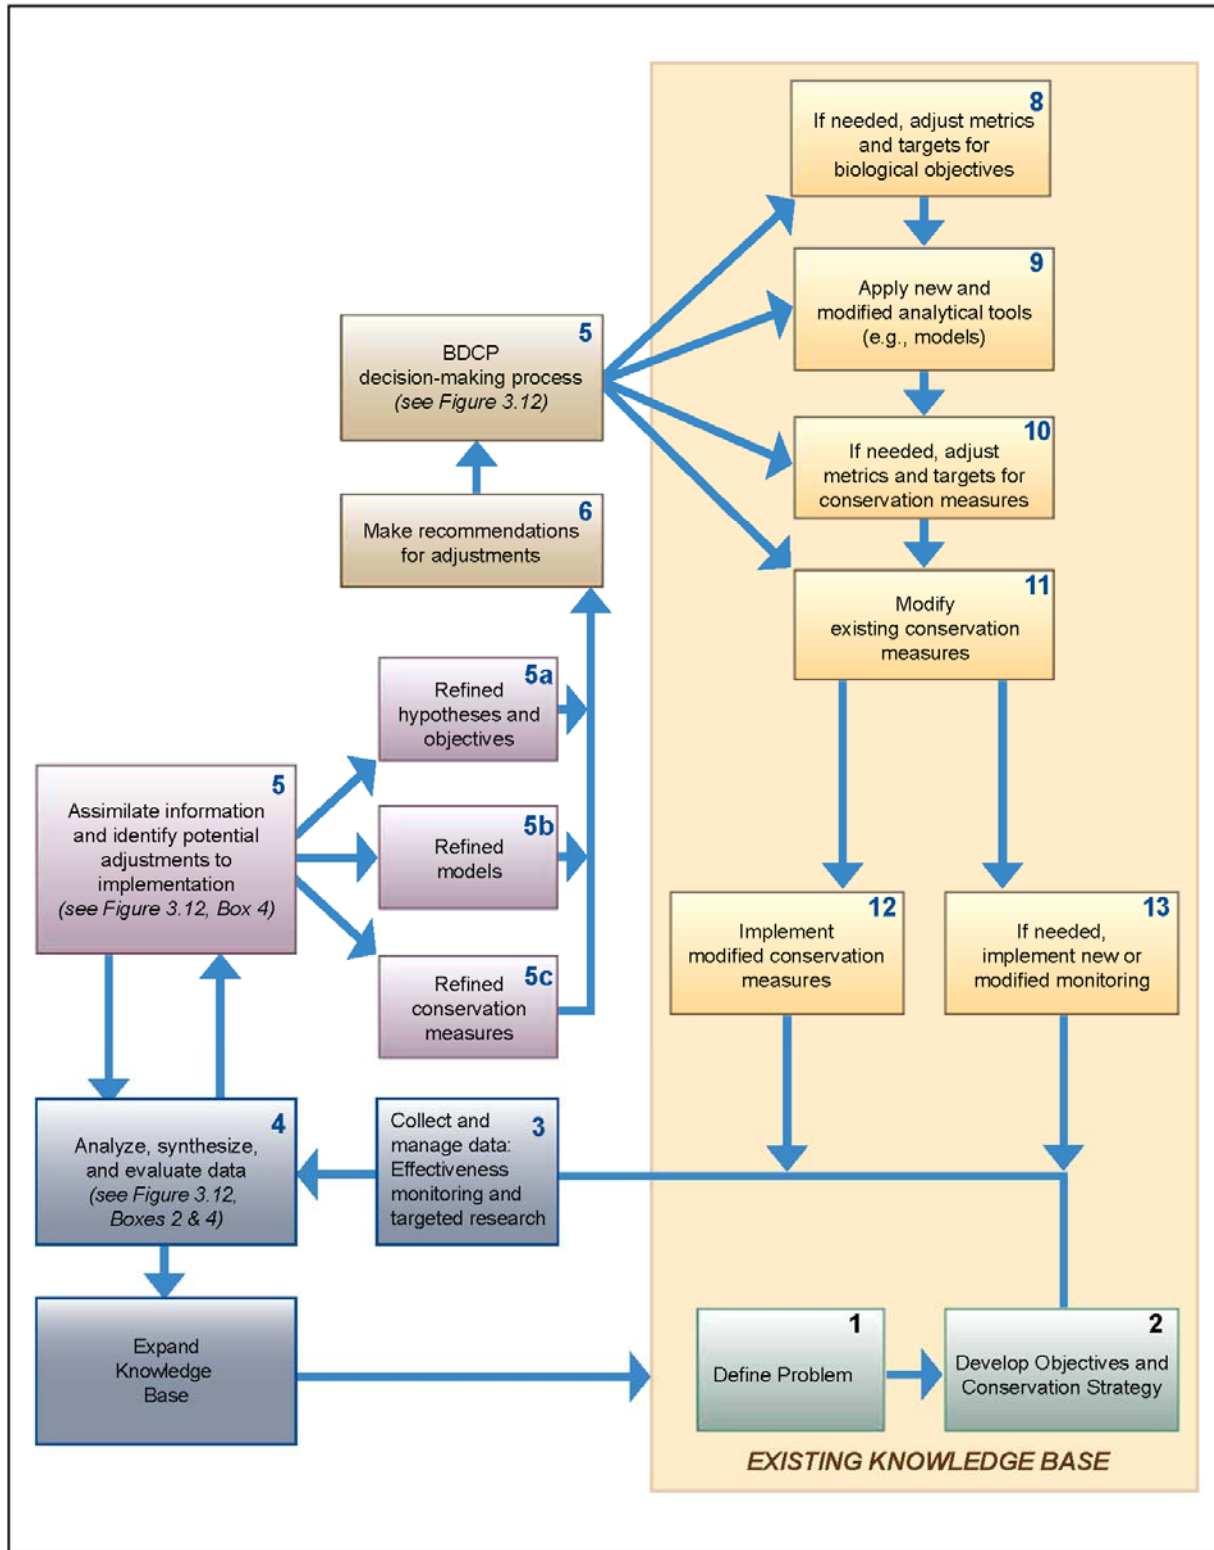 8
If needed, adjust metrics
and targets for
biological objectives
9
Apply new and
modified analytical tools
(e.g., models)
5
BDCP
decision-making process
(see Figure 3.12)
10
If needed, adjust
metrics and targets for
conservation measures
6
Make recommendations
for adjustments
11
Modify
existing conservation
measures
5a
Refined
hypotheses and
objectives
5
Assimilate information
and identify potential
adjustments to
implementation
(see Figure 3.12, Box 4)
5b
Refined
models
5c
Refined
conservation
measures
12
Implement
modified conservation
measures
13
If needed,
implement new or
modified monitoring
4
Analyze, synthesize,
and evaluate data
(see Figure 3.12,
Boxes 2 & 4)
3
Collect and
manage data:
Effectiveness
monitoring and
targeted research
Expand
Knowledge
Base
1
Define Problem
2
Develop Objectives and
Conservation Strategy
EXISTING KNOWLEDGE BASE